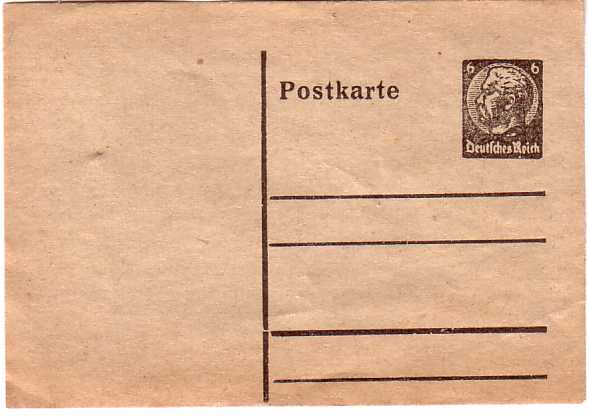 Postkarte
6 6
Deutsches Reich